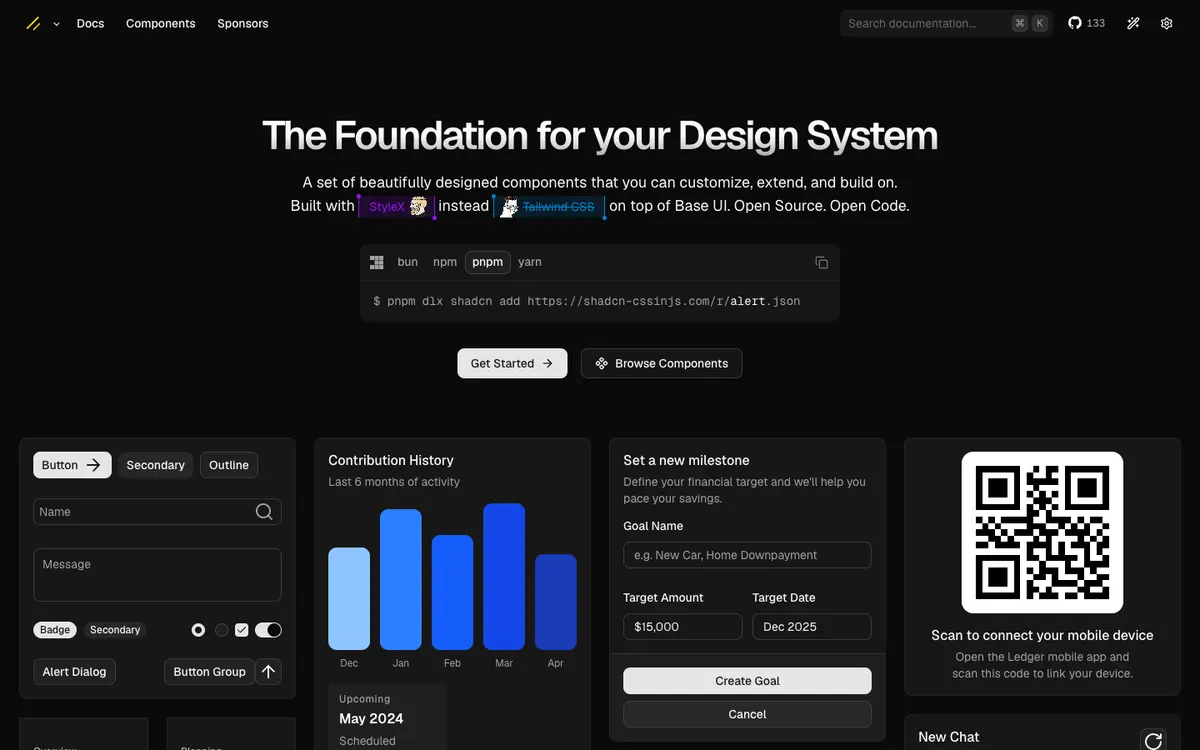 Docs Components Sponsors Search documentation... ⌘ K 133
The Foundation for your Design System
A set of beautifully designed components that you can customize, extend, and build on.
Built with StyleX instead Tailwind CSS on top of Base UI. Open Source. Open Code.
bun npm pnpm yarn
$ pnpm dlx shadcn add https://shadcn-cssinjs.com/r/alert.json
Get Started → Browse Components
Button → Secondary Outline
Name
Message
Badge Secondary
Alert Dialog Button Group
Overview
Planning
Contribution History
Last 6 months of activity
Dec Jan Feb Mar Apr
Upcoming
May 2024
Scheduled
Set a new milestone
Define your financial target and we'll help you
pace your savings.
Goal Name
e.g. New Car, Home Downpayment
Target Amount Target Date
$15,000 Dec 2025
Create Goal
Cancel
Scan to connect your mobile device
Open the Ledger mobile app and
scan this code to link your device.
New Chat